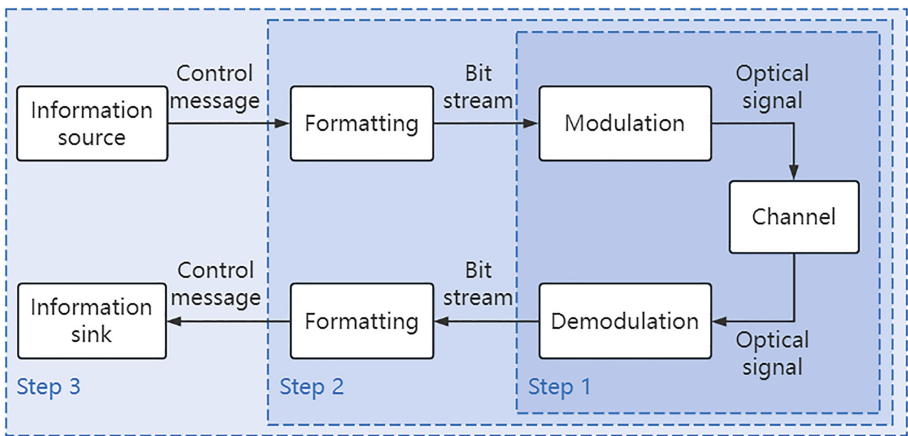 Control
message
Bit
stream
Optical
signal
Information
source
Formatting
Modulation
Channel
Control
message
Bit
stream
Information
sink
Formatting
Demodulation
Optical
signal
Step 3
Step 2
Step 1